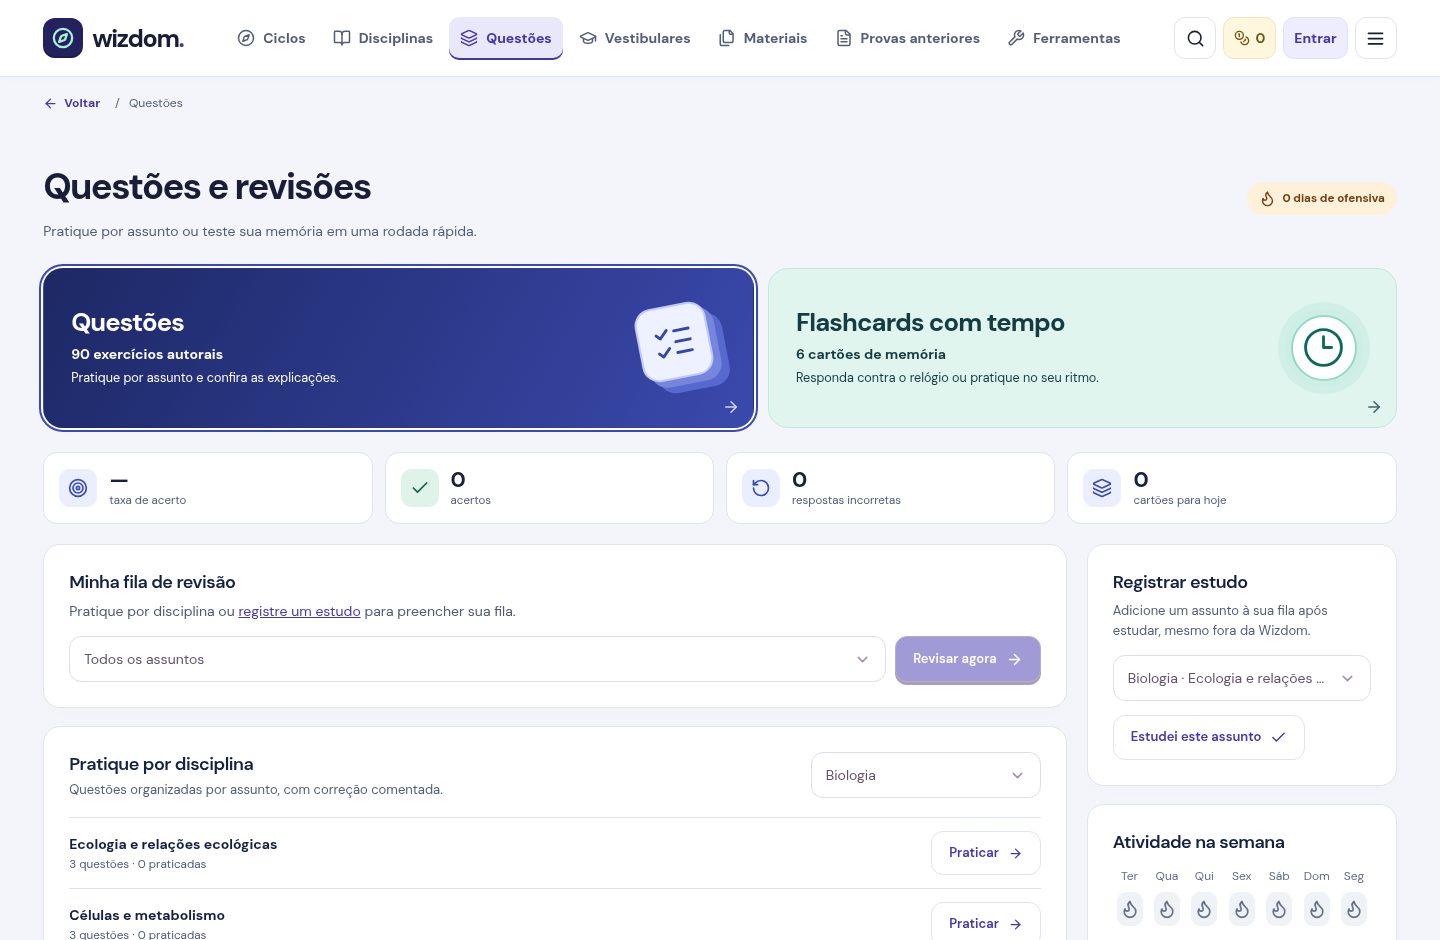 wizdom.
Ciclos
Disciplinas
Questões
Vestibulares
Materiais
Provas anteriores
Ferramentas
0
Entrar
Voltar / Questões
Questões e revisões
0 dias de ofensiva
Pratique por assunto ou teste sua memória em uma rodada rápida.
Questões
90 exercícios autorais
Pratique por assunto e confira as explicações.
Flashcards com tempo
6 cartões de memória
Responda contra o relógio ou pratique no seu ritmo.
—
taxa de acerto
0
acertos
0
respostas incorretas
0
cartões para hoje
Minha fila de revisão
Pratique por disciplina ou registre um estudo para preencher sua fila.
Todos os assuntos
Revisar agora
Registrar estudo
Adicione um assunto à sua fila após
estudar, mesmo fora da Wizdom.
Biologia · Ecologia e relações ...
Estudei este assunto
Pratique por disciplina
Questões organizadas por assunto, com correção comentada.
Biologia
Ecologia e relações ecológicas
3 questões · 0 praticadas
Praticar
Células e metabolismo
3 questões · 0 praticadas
Praticar
Atividade na semana
Ter Qua Qui Sex Sáb Dom Seg